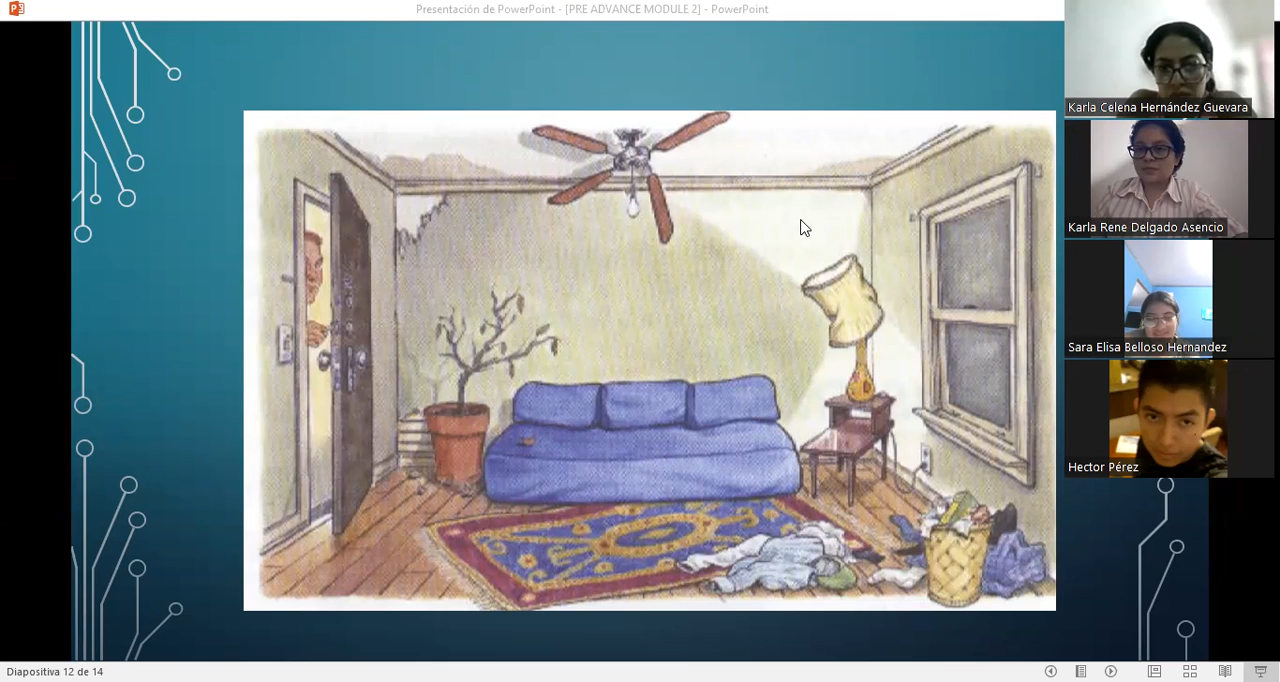 Presentación de PowerPoint - [PRE ADVANCE MODULE 2] - PowerPoint
Karla Celena Hernández Guevara
Karla Rene Delgado Asencio
Sara Elisa Belloso Hernandez
Hector Pérez
Diapositiva 12 de 14